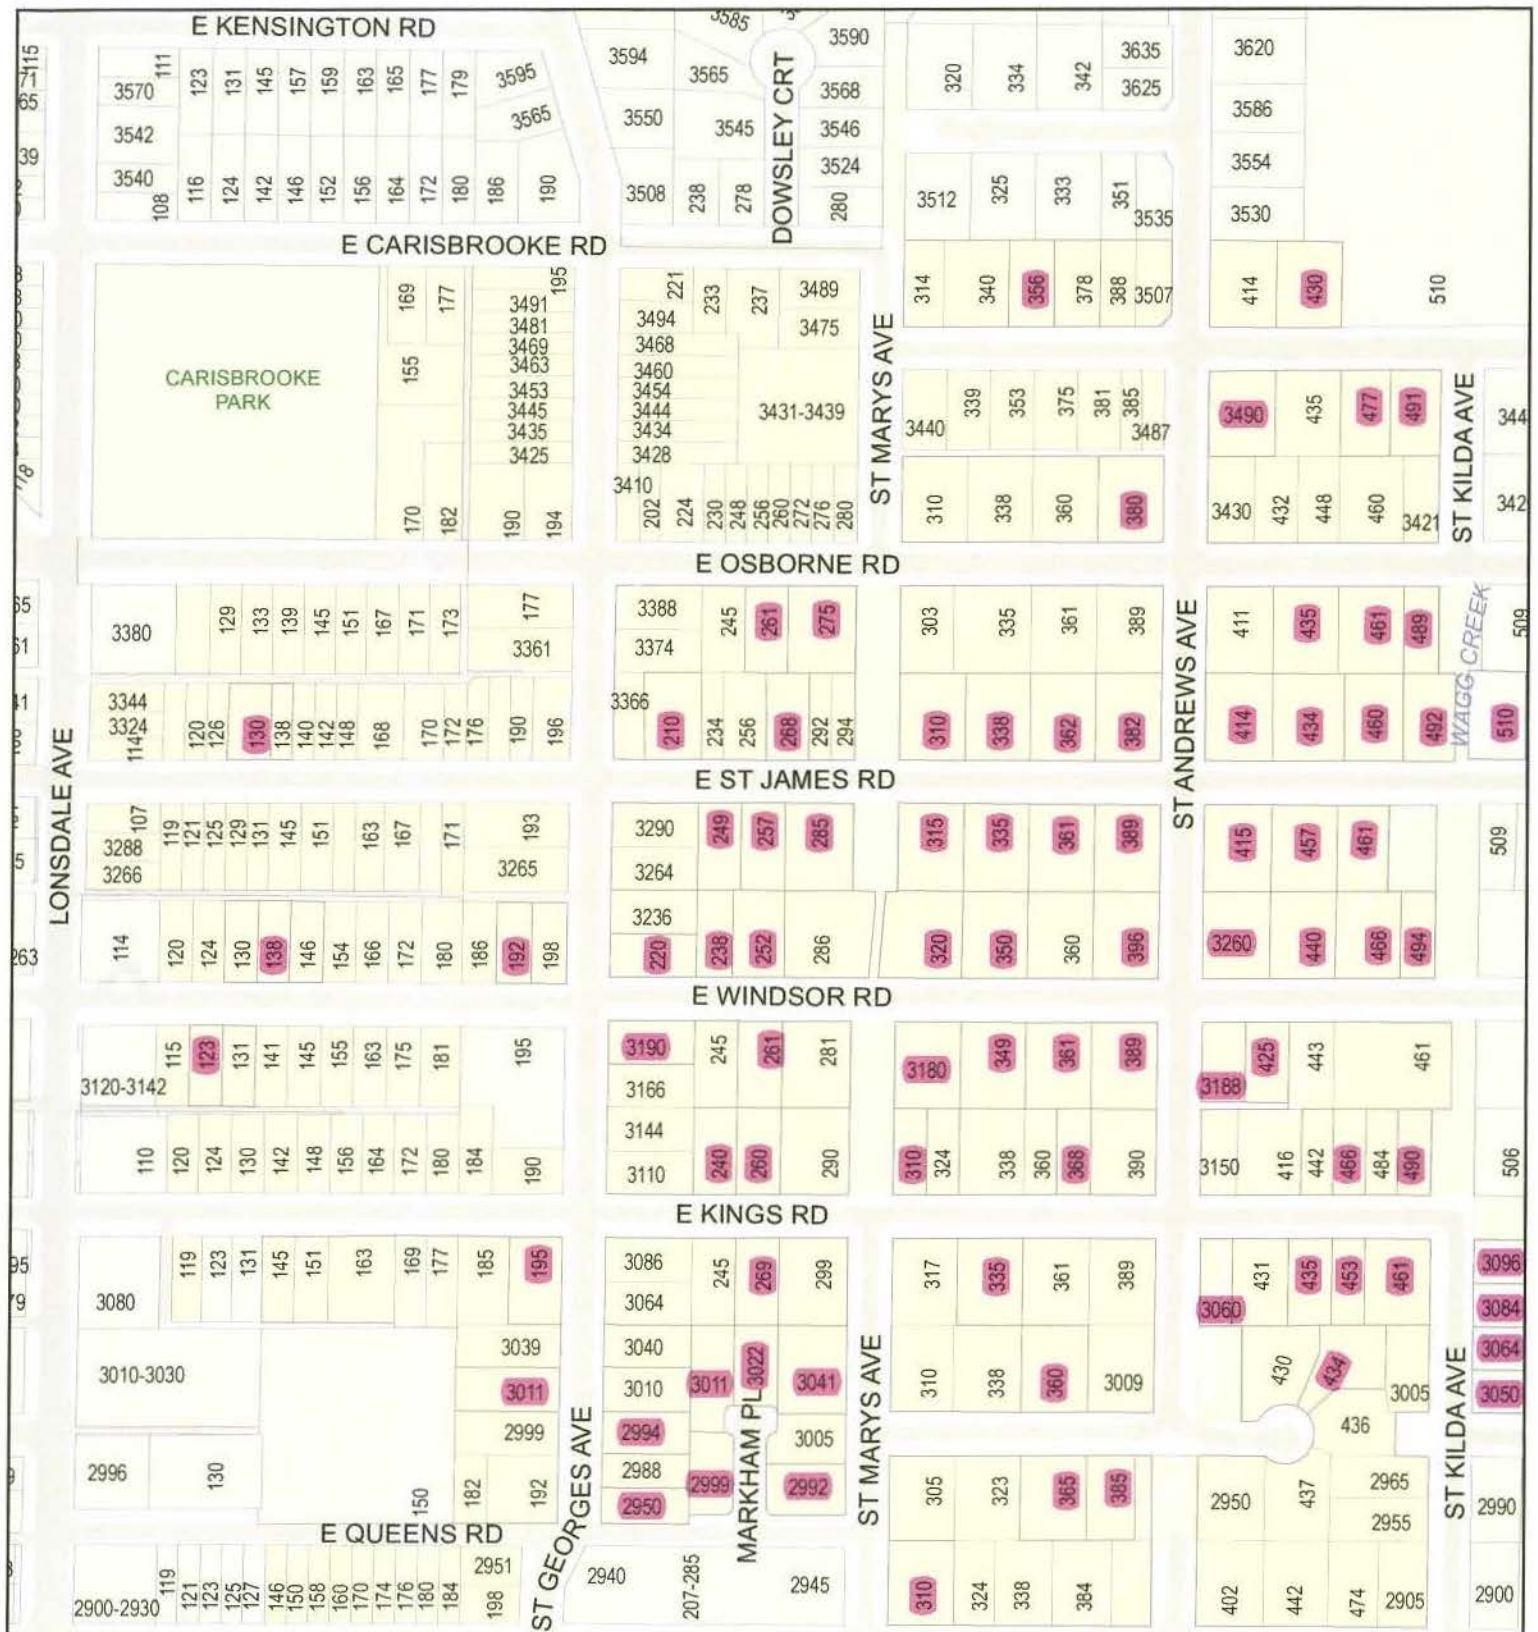 E KENSINGTON RD
3570 111 123 131 145 157 159 163 165 177 179 3595
3542 3565
3540 108 116 124 142 146 152 156 164 172 180 186 190
3594 3585 3565 3590
3568
3550 3545 3546
3524
3508 238 278 280
DOWSLEY CRT
320 334 342 3635
3625
3512 325 333 351 3535
3620
3586
3554
3530
E CARISBROOKE RD
CARISBROOKE
PARK
169 177 195
155
170 182
3491
3481
3469
3463
3453
3445
3435
3425
190 194
221 233 237 3489
3494 3475
3468
3460
3454
3444
3434
3428
3431-3439
3410
202 224 230 248 256 260 272 276 280
ST MARYS AVE
314 340 356 378 388 3507
414 430 510
3440 339 353 375 381 385 3487
3490 435 477 491
310 338 360 380
3430 432 448 460 3421
ST KILDA AVE
E OSBORNE RD
3380 129 133 139 145 151 167 171 173 177
3361
3344
3324
114 120 126 130 138 140 142 148 168 170 172 176 190 196
3388 245 261 275
3374
3366 210 234 256 268 292 294
303 335 361 389
310 338 362 382
ST ANDREWS AVE
411 435 461 489 509
414 434 460 492 510
WAGG CREEK
LONSDALE AVE
E ST JAMES RD
107 119 121 125 129 131 145 151 163 167 171 193
3288
3266 3265
114 120 124 130 138 146 154 166 172 180 186 192 198
3290 249 257 285
3264
3236
220 238 252 286
315 335 361 389
320 350 360 396
415 457 461 509
3260 440 466 494
E WINDSOR RD
115 123 131 141 145 155 163 175 181 195
3120-3142
110 120 124 130 142 148 156 164 172 180 184 190
3190 245 261 281
3166
3144
3110 240 260 290
3180 349 361 389
310 324 338 360 368 390
3188 425 443 461
3150 416 442 466 484 490 506
E KINGS RD
3080 119 123 131 145 151 163 169 177 185 195
3010-3030
3039
3011
2999
2996 130 150 182 192
3086 245 269 299
3064
3040
3010 3011 3022 3041
2994 3005
2988 2999 2992
2950
MARKHAM PL
ST GEORGES AVE
ST MARYS AVE
317 335 361 389
310 338 360 3009
305 323 365 385
3060 431 435 453 461
430 434 3005
436
2950 437 2965
2955
3096
3084
3064
3050
ST KILDA AVE
2990
E QUEENS RD
2900-2930 119 121 123 125 127 146 150 158 160 170 174 176 180 184 198 2951
2940 207-285 2945
310 324 338 384
402 442 474 2905 2900